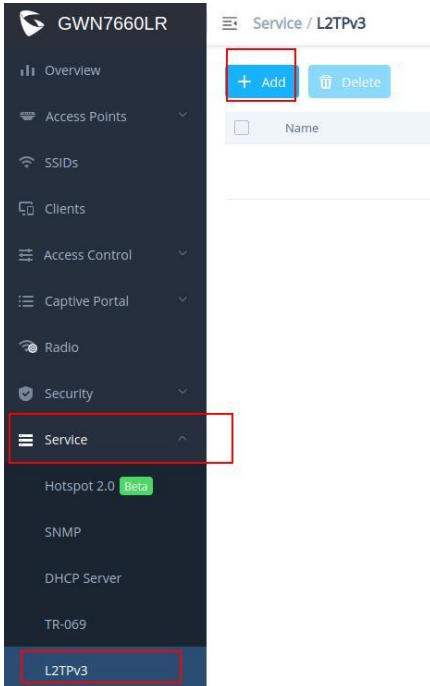 GWN7660LR
Service / L2TPv3
Overview
+ Add
Delete
Access Points
Name
SSIDs
Clients
Access Control
Captive Portal
Radio
Security
Service
Hotspot 2.0 Beta
SNMP
DHCP Server
TR-069
L2TPv3